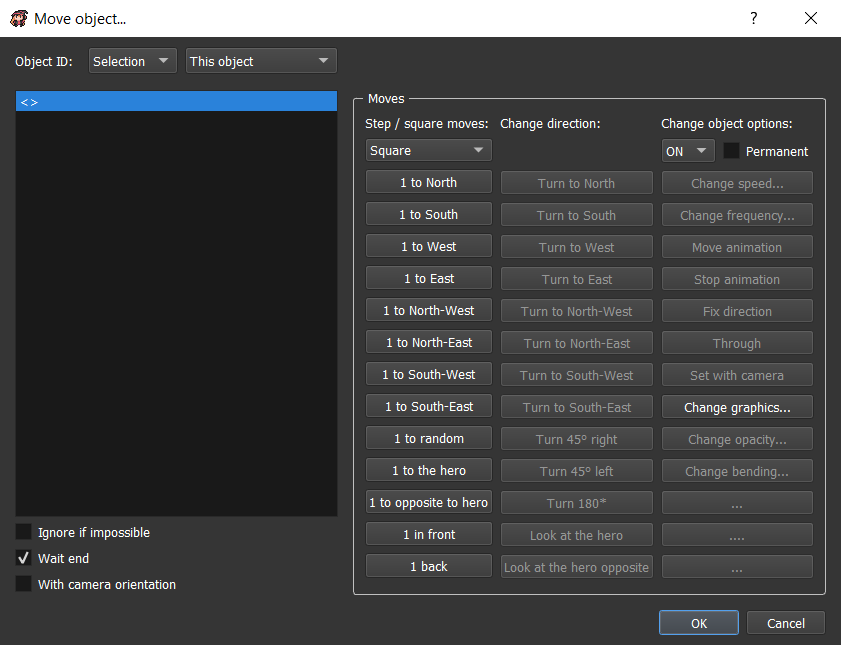 Move object...
?
Object ID: Selection This object
<>
Moves
Step / square moves: Change direction: Change object options:
Square ON Permanent
1 to North Turn to North Change speed...
1 to South Turn to South Change frequency...
1 to West Turn to West Move animation
1 to East Turn to East Stop animation
1 to North-West Turn to North-West Fix direction
1 to North-East Turn to North-East Through
1 to South-West Turn to South-West Set with camera
1 to South-East Turn to South-East Change graphics...
1 to random Turn 45º right Change opacity...
1 to the hero Turn 45º left Change bending...
1 to opposite to hero Turn 180* ...
1 in front Look at the hero ....
1 back Look at the hero opposite ...
Ignore if impossible
Wait end
With camera orientation
OK Cancel